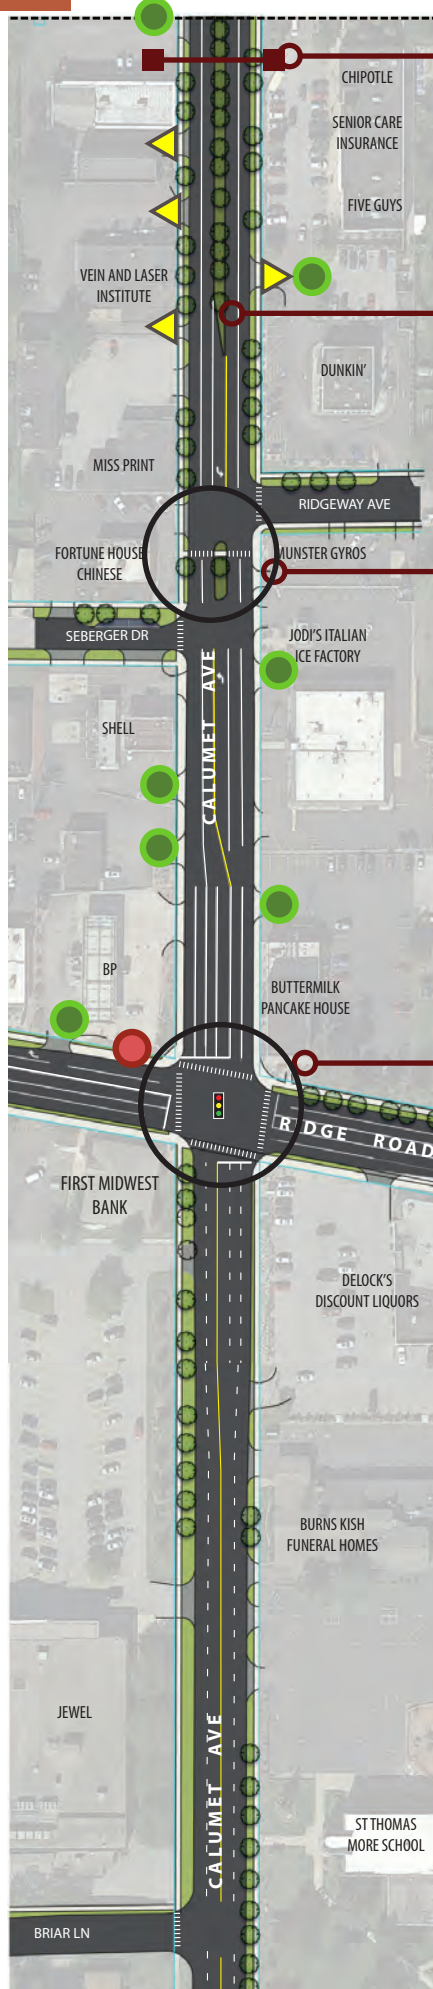 CHIPOTLE
SENIOR CARE
INSURANCE
FIVE GUYS
VEIN AND LASER
INSTITUTE
DUNKIN'
MISS PRINT
RIDGEWAY AVE
FORTUNE HOUSE
CHINESE
MUNSTER GYROS
SEBERGER DR
JODI'S ITALIAN
ICE FACTORY
CALUMET AVE
SHELL
BP
BUTTERMILK
PANCAKE HOUSE
RIDGE ROAD
FIRST MIDWEST
BANK
DELOCK'S
DISCOUNT LIQUORS
BURNS KISH
FUNERAL HOMES
JEWEL
CALUMET AVE
ST THOMAS
MORE SCHOOL
BRIAR LN